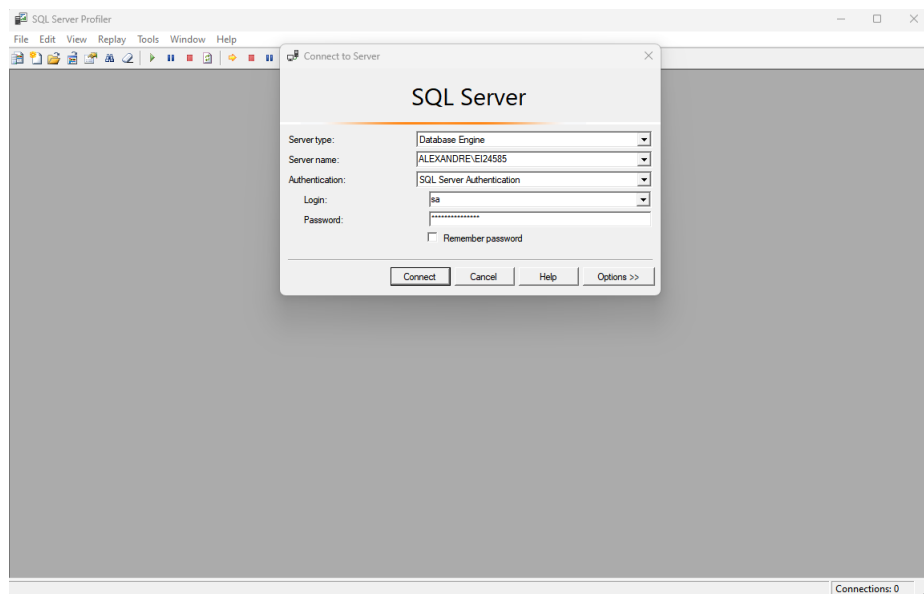 SQL Server Profiler
File Edit View Replay Tools Window Help
Connect to Server
SQL Server
Server type: Database Engine
Server name: ALEXANDRE\EI24585
Authentication: SQL Server Authentication
Login: sa
Password: ***************
Remember password
Connect Cancel Help Options >>
Connections: 0